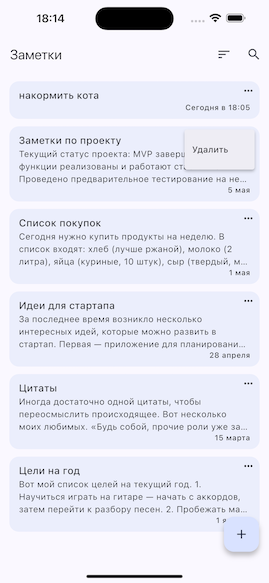 18:14
Заметки
накормить кота
Сегодня в 18:05
Заметки по проекту
Удалить
Текущий статус проекта: MVP
функции реализованы и работают
Проведено предварительное тестирование на не...
5 мая
Список покупок
Сегодня нужно купить продукты на неделю. В
список входят: хлеб (лучше ржаной), молоко (2
литра), яйца (куриные, 10 штук), сыр (твердый, м...
1 мая
Идеи для стартапа
За последнее время возникло несколько
интересных идей, которые можно развить в
стартап. Первая — приложение для планировани...
28 апреля
Цитаты
Иногда достаточно одной цитаты, чтобы
переосмыслить происходящее. Вот несколько
моих любимых. «Будь собой, прочие роли уже за...
15 марта
Цели на год
Вот мой список целей на текущий год. 1.
Научиться играть на гитаре — начать с аккордов,
затем перейти к разбору песен. 2. Пробежать ма...
1